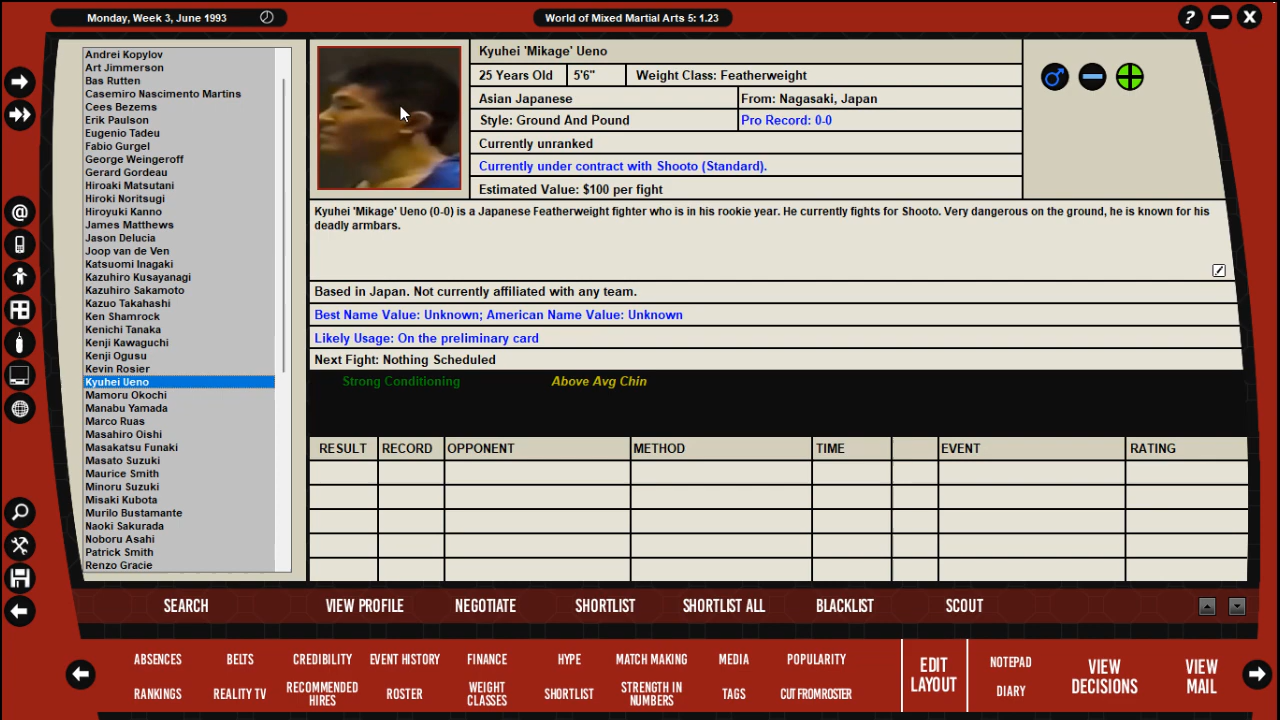 Monday, Week 3, June 1993
World of Mixed Martial Arts 5: 1.23
?
Andrei Kopylov
Art Jimmerson
Bas Rutten
Casemiro Nascimento Martins
Cees Bezems
Erik Paulson
Eugenio Tadeu
Fabio Gurgel
George Weingeroff
Gerard Gordeau
Hiroaki Matsutani
Hiroki Noritsugi
Hiroyuki Kanno
James Matthews
Jason Delucia
Joop van de Ven
Katsuomi Inagaki
Kazuhiro Kusayanagi
Kazuhiro Sakamoto
Kazuo Takahashi
Ken Shamrock
Kenichi Tanaka
Kenji Kawaguchi
Kenji Ogusu
Kevin Rosier
Kyuhei Ueno
Mamoru Okochi
Manabu Yamada
Marco Ruas
Masahiro Oishi
Masakatsu Funaki
Masato Suzuki
Maurice Smith
Minoru Suzuki
Misaki Kubota
Murilo Bustamante
Naoki Sakurada
Noboru Asahi
Patrick Smith
Renzo Gracie
Kyuhei 'Mikage' Ueno
25 Years Old 5'6" Weight Class: Featherweight
Asian Japanese From: Nagasaki, Japan
Style: Ground And Pound Pro Record: 0-0
Currently unranked
Currently under contract with Shooto (Standard).
Estimated Value: $100 per fight
Kyuhei 'Mikage' Ueno (0-0) is a Japanese Featherweight fighter who is in his rookie year. He currently fights for Shooto. Very dangerous on the ground, he is known for his
deadly armbars.
Based in Japan. Not currently affiliated with any team.
Best Name Value: Unknown; American Name Value: Unknown
Likely Usage: On the preliminary card
Next Fight: Nothing Scheduled
Strong Conditioning Above Avg Chin
RESULT RECORD OPPONENT METHOD TIME EVENT RATING
SEARCH VIEW PROFILE NEGOTIATE SHORTLIST SHORTLIST ALL BLACKLIST SCOUT
ABSENCES BELTS CREDIBILITY EVENT HISTORY FINANCE HYPE MATCH MAKING MEDIA POPULARITY
RANKINGS REALITY TV RECOMMENDED HIRES ROSTER WEIGHT CLASSES SHORTLIST STRENGTH IN NUMBERS TAGS CUT FROM ROSTER
EDIT LAYOUT
NOTEPAD
DIARY
VIEW DECISIONS
VIEW MAIL